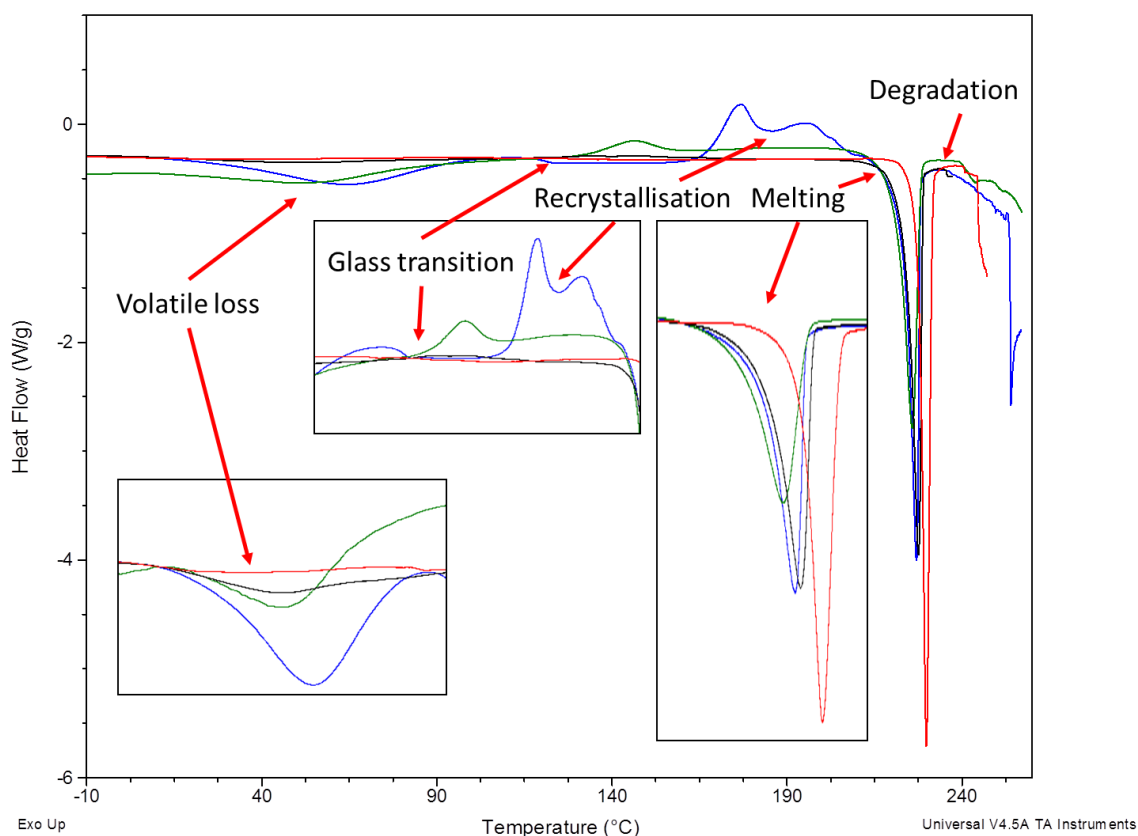 Degradation
Recrystallisation
Melting
Glass transition
Volatile loss
Heat Flow (W/g)
0
-2
-4
-6
-10
40
90
140
190
240
Exo Up
Temperature (°C)
Universal V4.5A TA Instruments